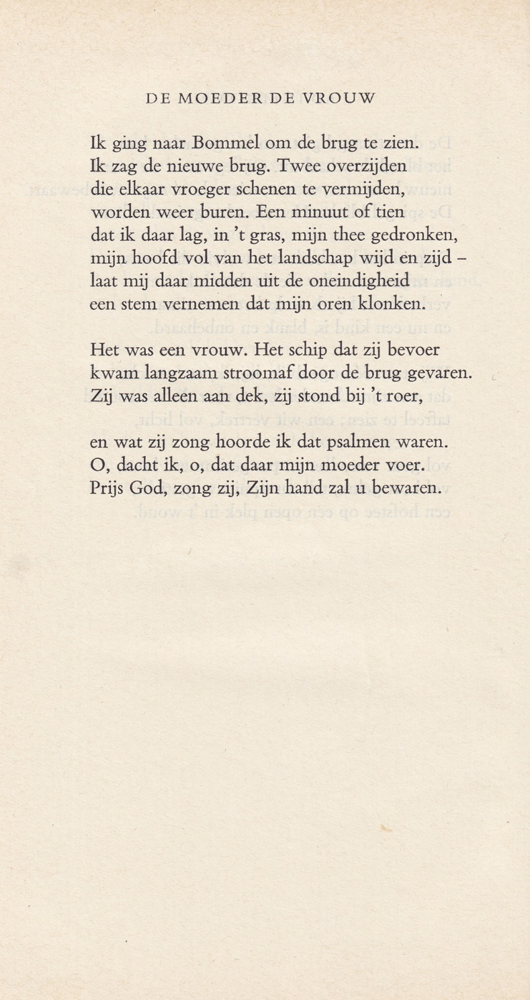 DE MOEDER DE VROUW
Ik ging naar Bommel om de brug te zien.
Ik zag de nieuwe brug. Twee overzijden
die elkaar vroeger schenen te vermijden,
worden weer buren. Een minuut of tien
dat ik daar lag, in 't gras, mijn thee gedronken,
mijn hoofd vol van het landschap wijd en zijd –
laat mij daar midden uit de oneindigheid
een stem vernemen dat mijn oren klonken.
Het was een vrouw. Het schip dat zij bevoer
kwam langzaam stroomaf door de brug gevaren.
Zij was alleen aan dek, zij stond bij 't roer,
en wat zij zong hoorde ik dat psalmen waren.
O, dacht ik, o, dat daar mijn moeder voer.
Prijs God, zong zij, Zijn hand zal u bewaren.